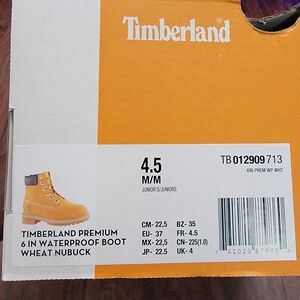 Timberland
4.5
M/M
JUNIOR'S/JUNIORS
TB 012909 713
6IN PREM WP WHT
TIMBERLAND PREMIUM
6 IN WATERPROOF BOOT
WHEAT NUBUCK
CM- 22,5 BZ- 35
EU- 37 FR- 4.5
MX- 22,5 CN- 225(1.0)
JP- 22.5 UK- 4